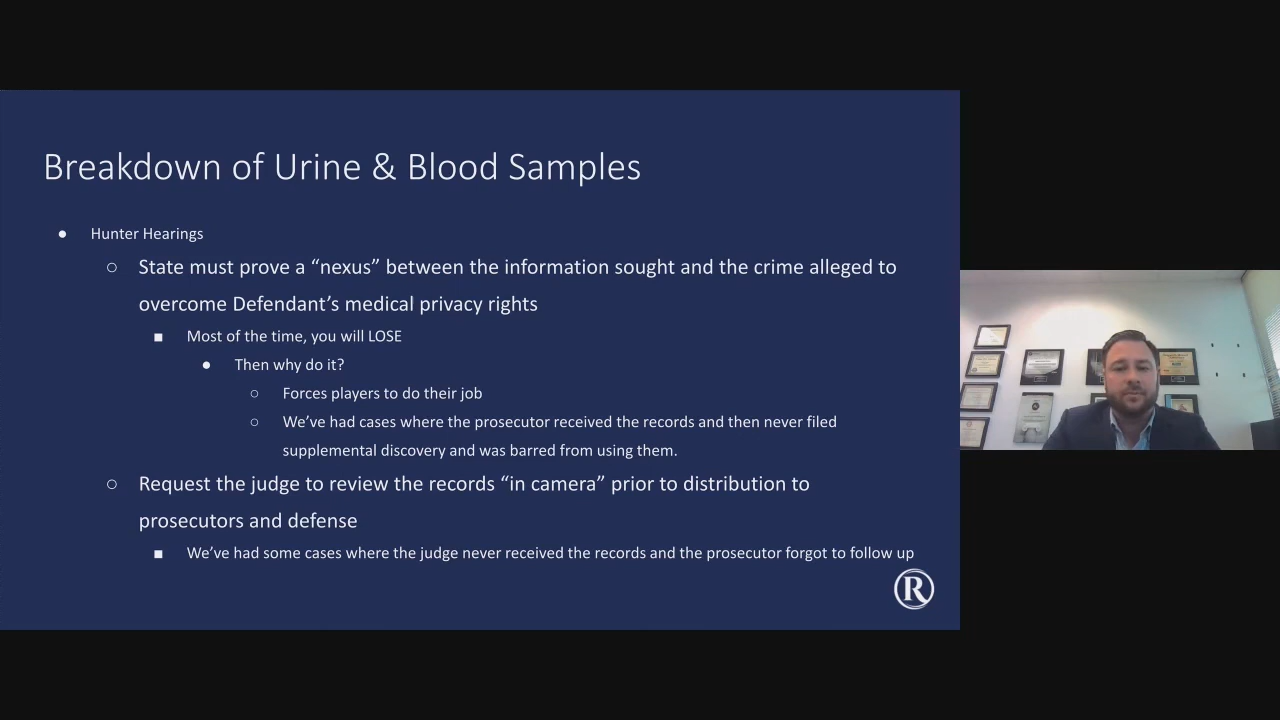 Breakdown of Urine & Blood Samples
● Hunter Hearings
○ State must prove a “nexus” between the information sought and the crime alleged to
overcome Defendant’s medical privacy rights
■ Most of the time, you will LOSE
● Then why do it?
○ Forces players to do their job
○ We’ve had cases where the prosecutor received the records and then never filed
supplemental discovery and was barred from using them.
○ Request the judge to review the records “in camera” prior to distribution to
prosecutors and defense
■ We’ve had some cases where the judge never received the records and the prosecutor forgot to follow up
R